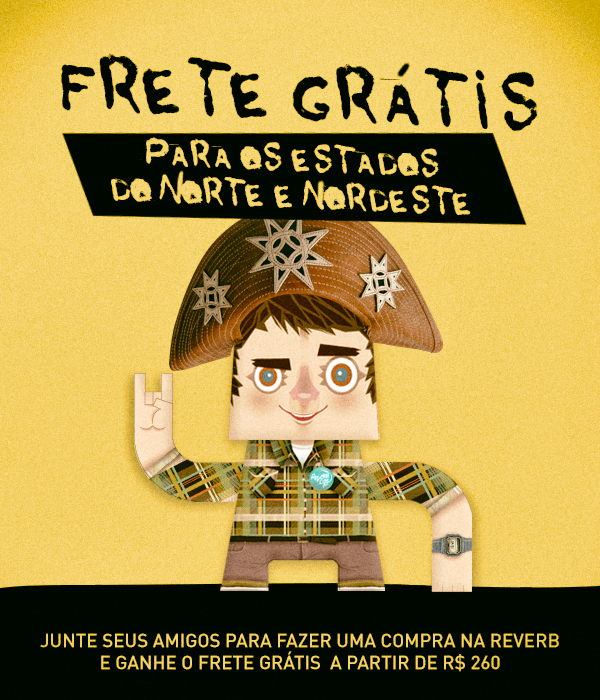 FRETE GRÁTIS
PARA OS ESTADOS
DO NORTE E NORDESTE
JUNTE SEUS AMIGOS PARA FAZER UMA COMPRA NA REVERB
E GANHE O FRETE GRÁTIS A PARTIR DE R$ 260